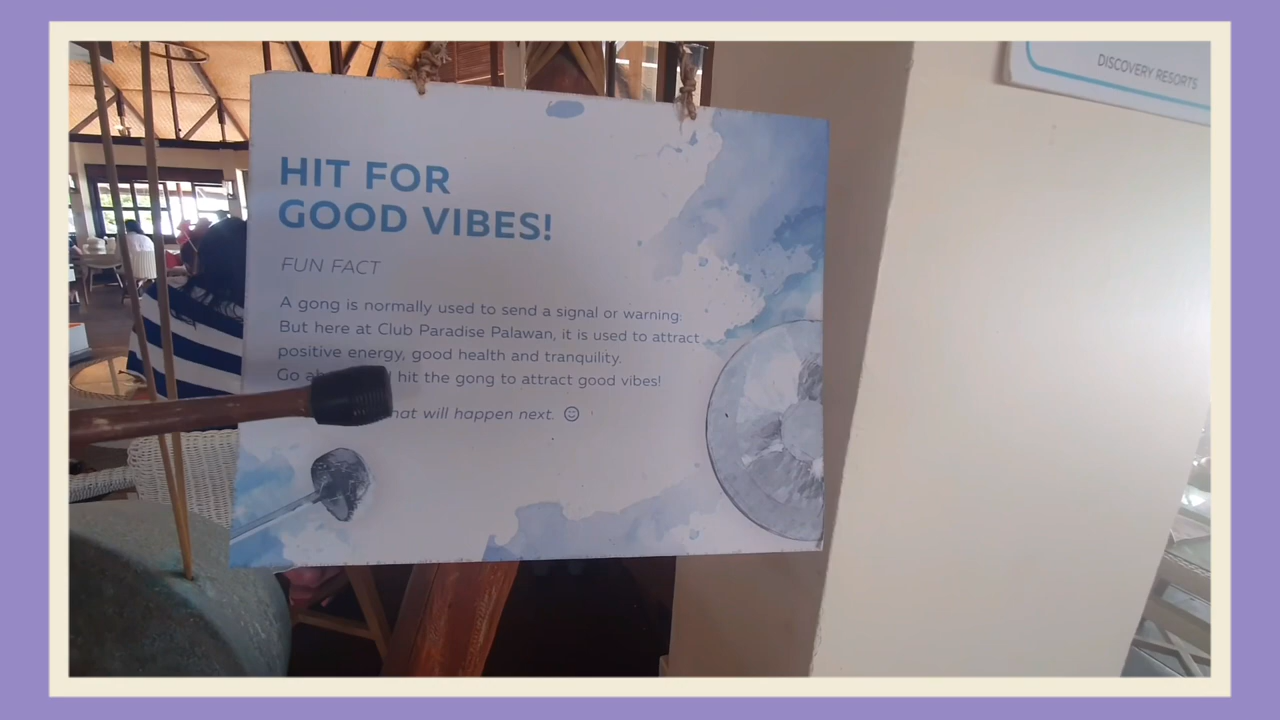 DISCOVERY RESORTS
HIT FOR
GOOD VIBES!
FUN FACT
A gong is normally used to send a signal or warning:
But here at Club Paradise Palawan, it is used to attract
positive energy, good health and tranquility.
Go hit the gong to attract good vibes!
will happen next. ☺